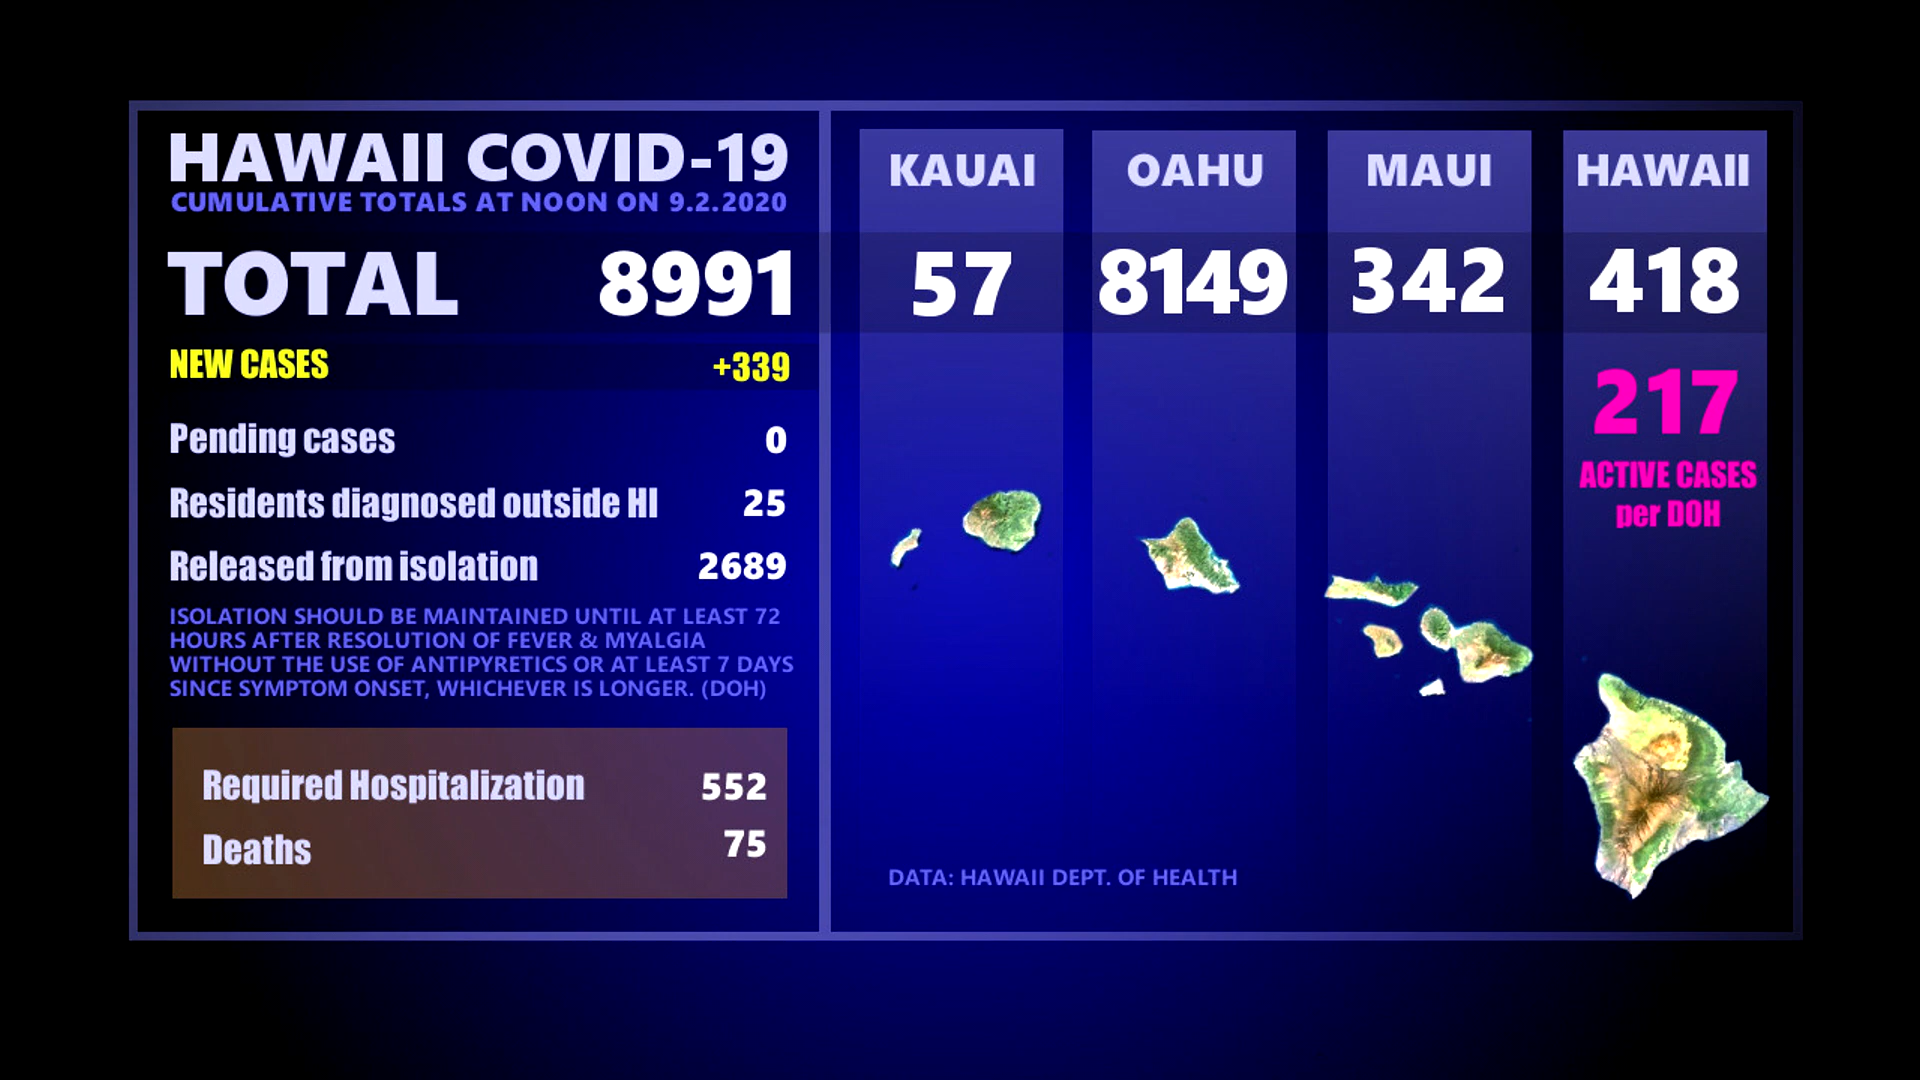 HAWAII COVID-19
CUMULATIVE TOTALS AT NOON ON 9.2.2020
TOTAL 8991
NEW CASES +339
Pending cases 0
Residents diagnosed outside HI 25
Released from isolation 2689
ISOLATION SHOULD BE MAINTAINED UNTIL AT LEAST 72
HOURS AFTER RESOLUTION OF FEVER & MYALGIA
WITHOUT THE USE OF ANTIPYRETICS OR AT LEAST 7 DAYS
SINCE SYMPTOM ONSET, WHICHEVER IS LONGER. (DOH)
Required Hospitalization 552
Deaths 75
KAUAI OAHU MAUI HAWAII
57 8149 342 418
217
ACTIVE CASES
per DOH
DATA: HAWAII DEPT. OF HEALTH